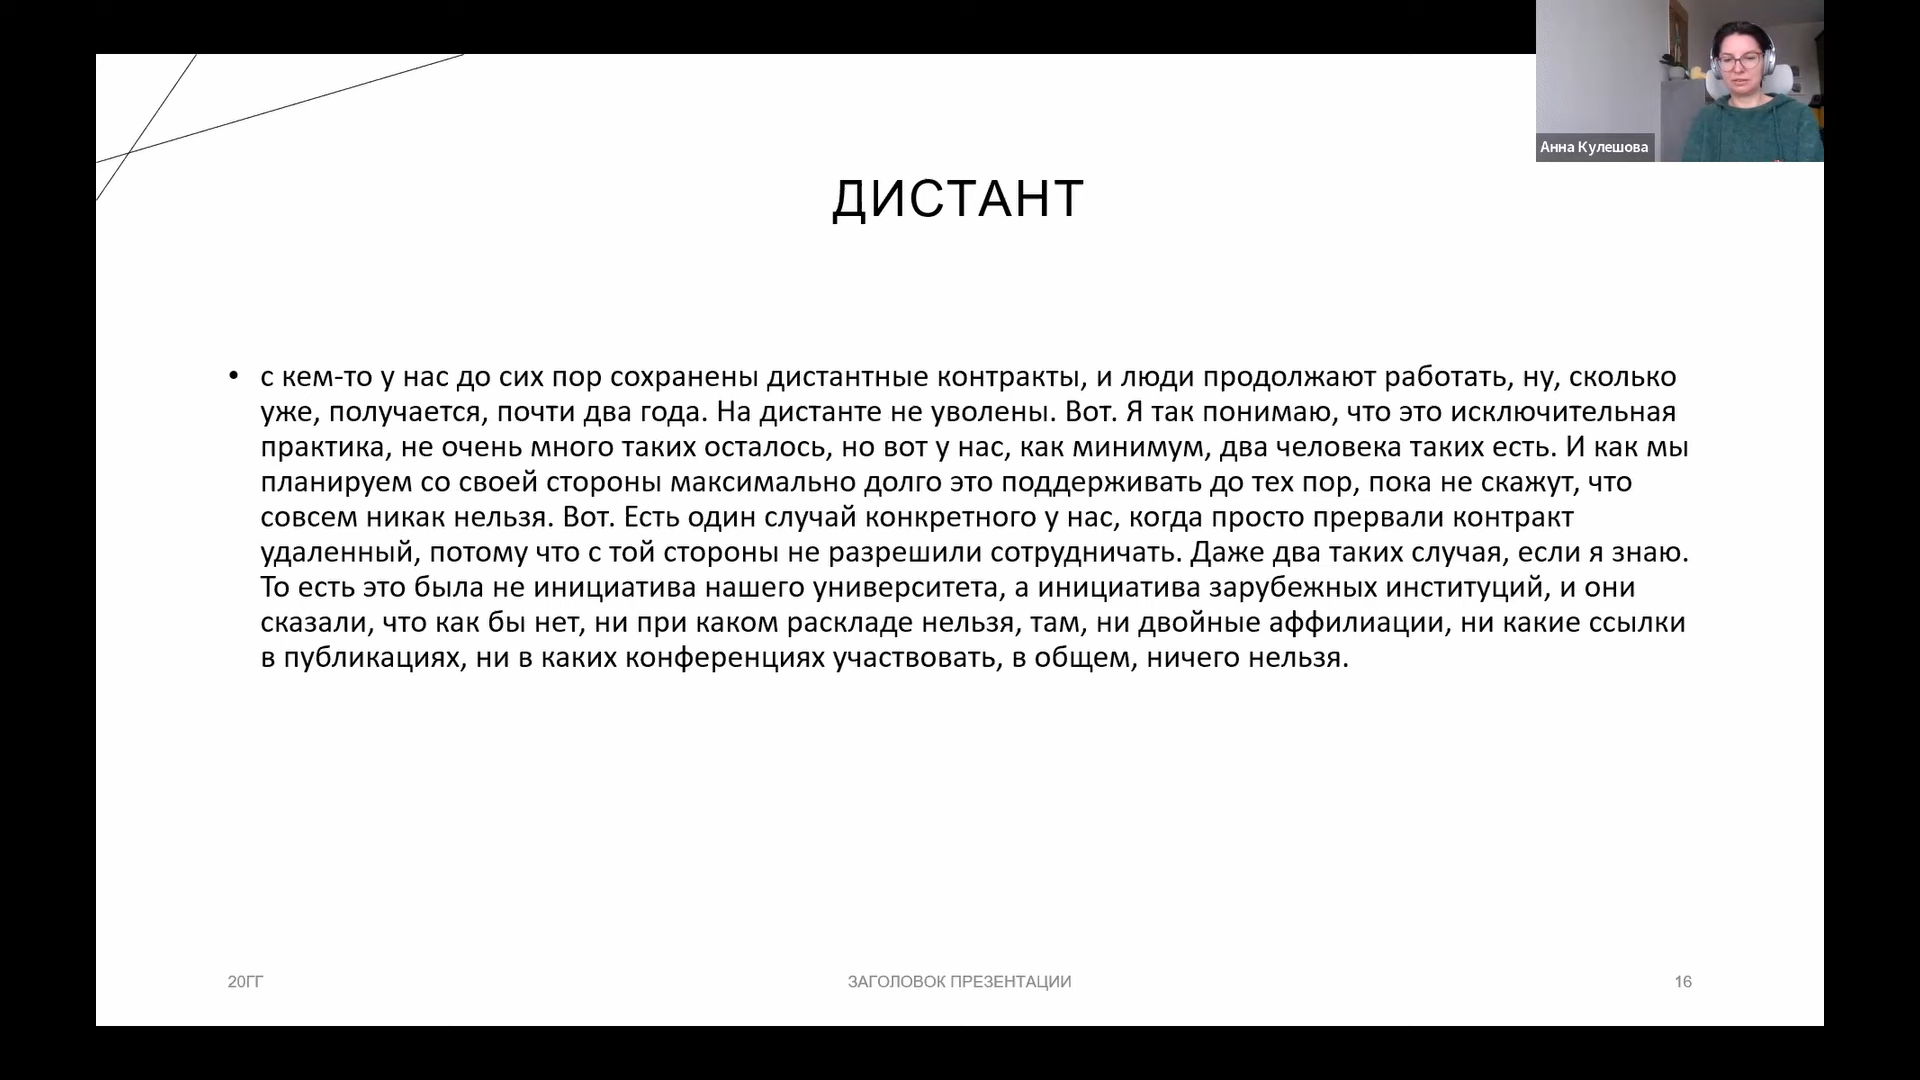 Анна Кулешова
ДИСТАНТ
• с кем-то у нас до сих пор сохранены дистантные контракты, и люди продолжают работать, ну, сколько
уже, получается, почти два года. На дистанте не уволены. Вот. Я так понимаю, что это исключительная
практика, не очень много таких осталось, но вот у нас, как минимум, два человека таких есть. И как мы
планируем со своей стороны максимально долго это поддерживать до тех пор, пока не скажут, что
совсем никак нельзя. Вот. Есть один случай конкретного у нас, когда просто прервали контракт
удаленный, потому что с той стороны не разрешили сотрудничать. Даже два таких случая, если я знаю.
То есть это была не инициатива нашего университета, а инициатива зарубежных институций, и они
сказали, что как бы нет, ни при каком раскладе нельзя, там, ни двойные аффилиации, ни какие ссылки
в публикациях, ни в каких конференциях участвовать, в общем, ничего нельзя.
20ГГ
ЗАГОЛОВОК ПРЕЗЕНТАЦИИ
16